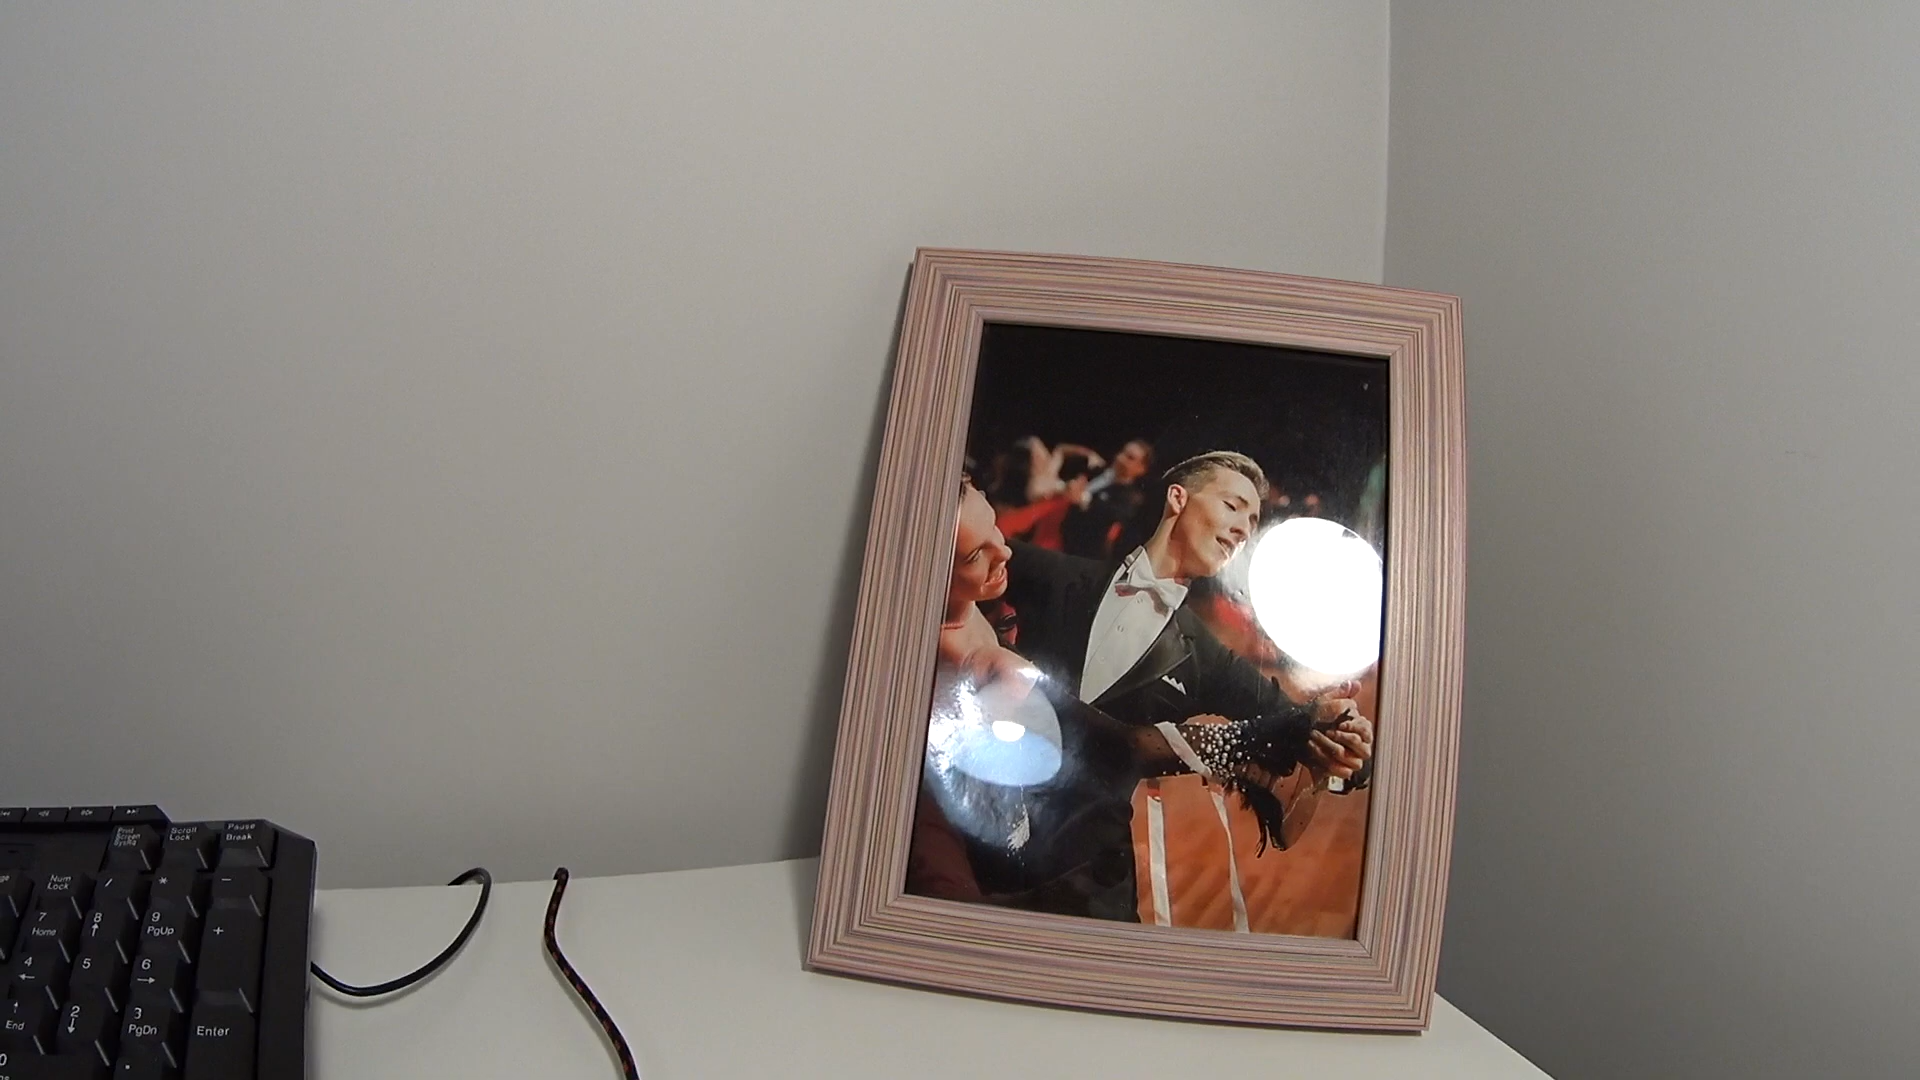 Print
Screen
SysRq
Scroll
Lock
Pause
Break
Num
Lock
/
*
-
7
Home
8
↑
9
PgUp
+
4
←
5
6
→
End
2
↓
3
PgDn
Enter
0
.